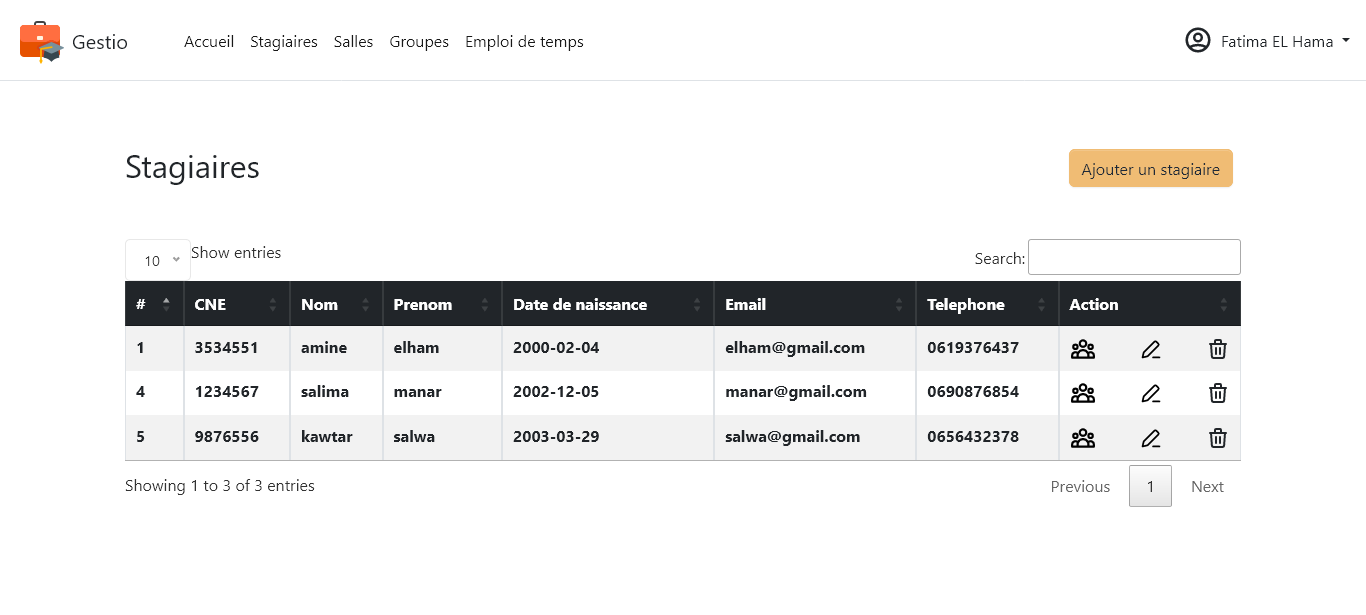 Gestio Accueil Stagiaires Salles Groupes Emploi de temps Fatima EL Hama
Stagiaires Ajouter un stagiaire
10 Show entries Search:
# CNE Nom Prenom Date de naissance Email Telephone Action
1 3534551 amine elham 2000-02-04 elham@gmail.com 0619376437
4 1234567 salima manar 2002-12-05 manar@gmail.com 0690876854
5 9876556 kawtar salwa 2003-03-29 salwa@gmail.com 0656432378
Showing 1 to 3 of 3 entries Previous 1 Next